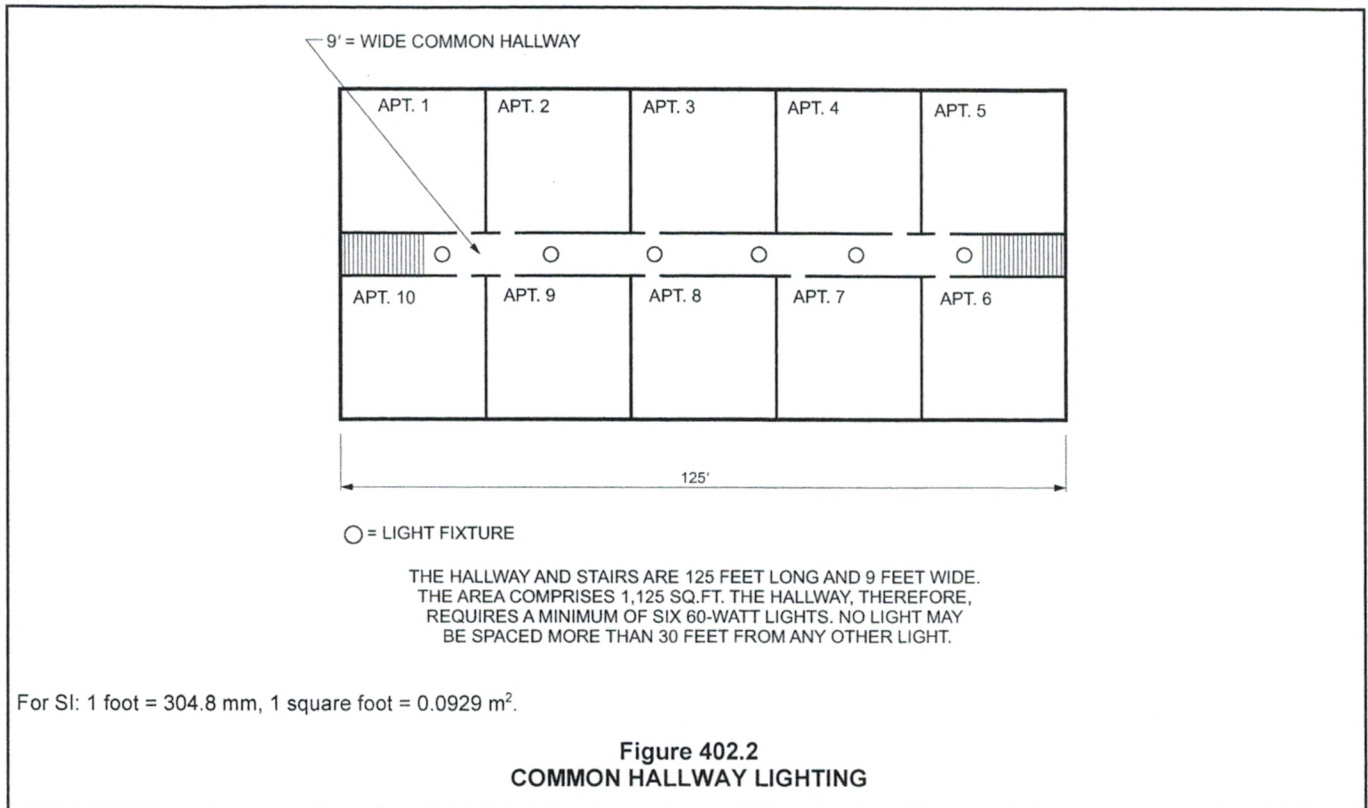 9' = WIDE COMMON HALLWAY
APT. 1
APT. 2
APT. 3
APT. 4
APT. 5
APT. 10
APT. 9
APT. 8
APT. 7
APT. 6
125'
= LIGHT FIXTURE
THE HALLWAY AND STAIRS ARE 125 FEET LONG AND 9 FEET WIDE.
THE AREA COMPRISES 1,125 SQ.FT. THE HALLWAY, THEREFORE,
REQUIRES A MINIMUM OF SIX 60-WATT LIGHTS. NO LIGHT MAY
BE SPACED MORE THAN 30 FEET FROM ANY OTHER LIGHT.
For SI: 1 foot = 304.8 mm, 1 square foot = 0.0929 m².
Figure 402.2
COMMON HALLWAY LIGHTING